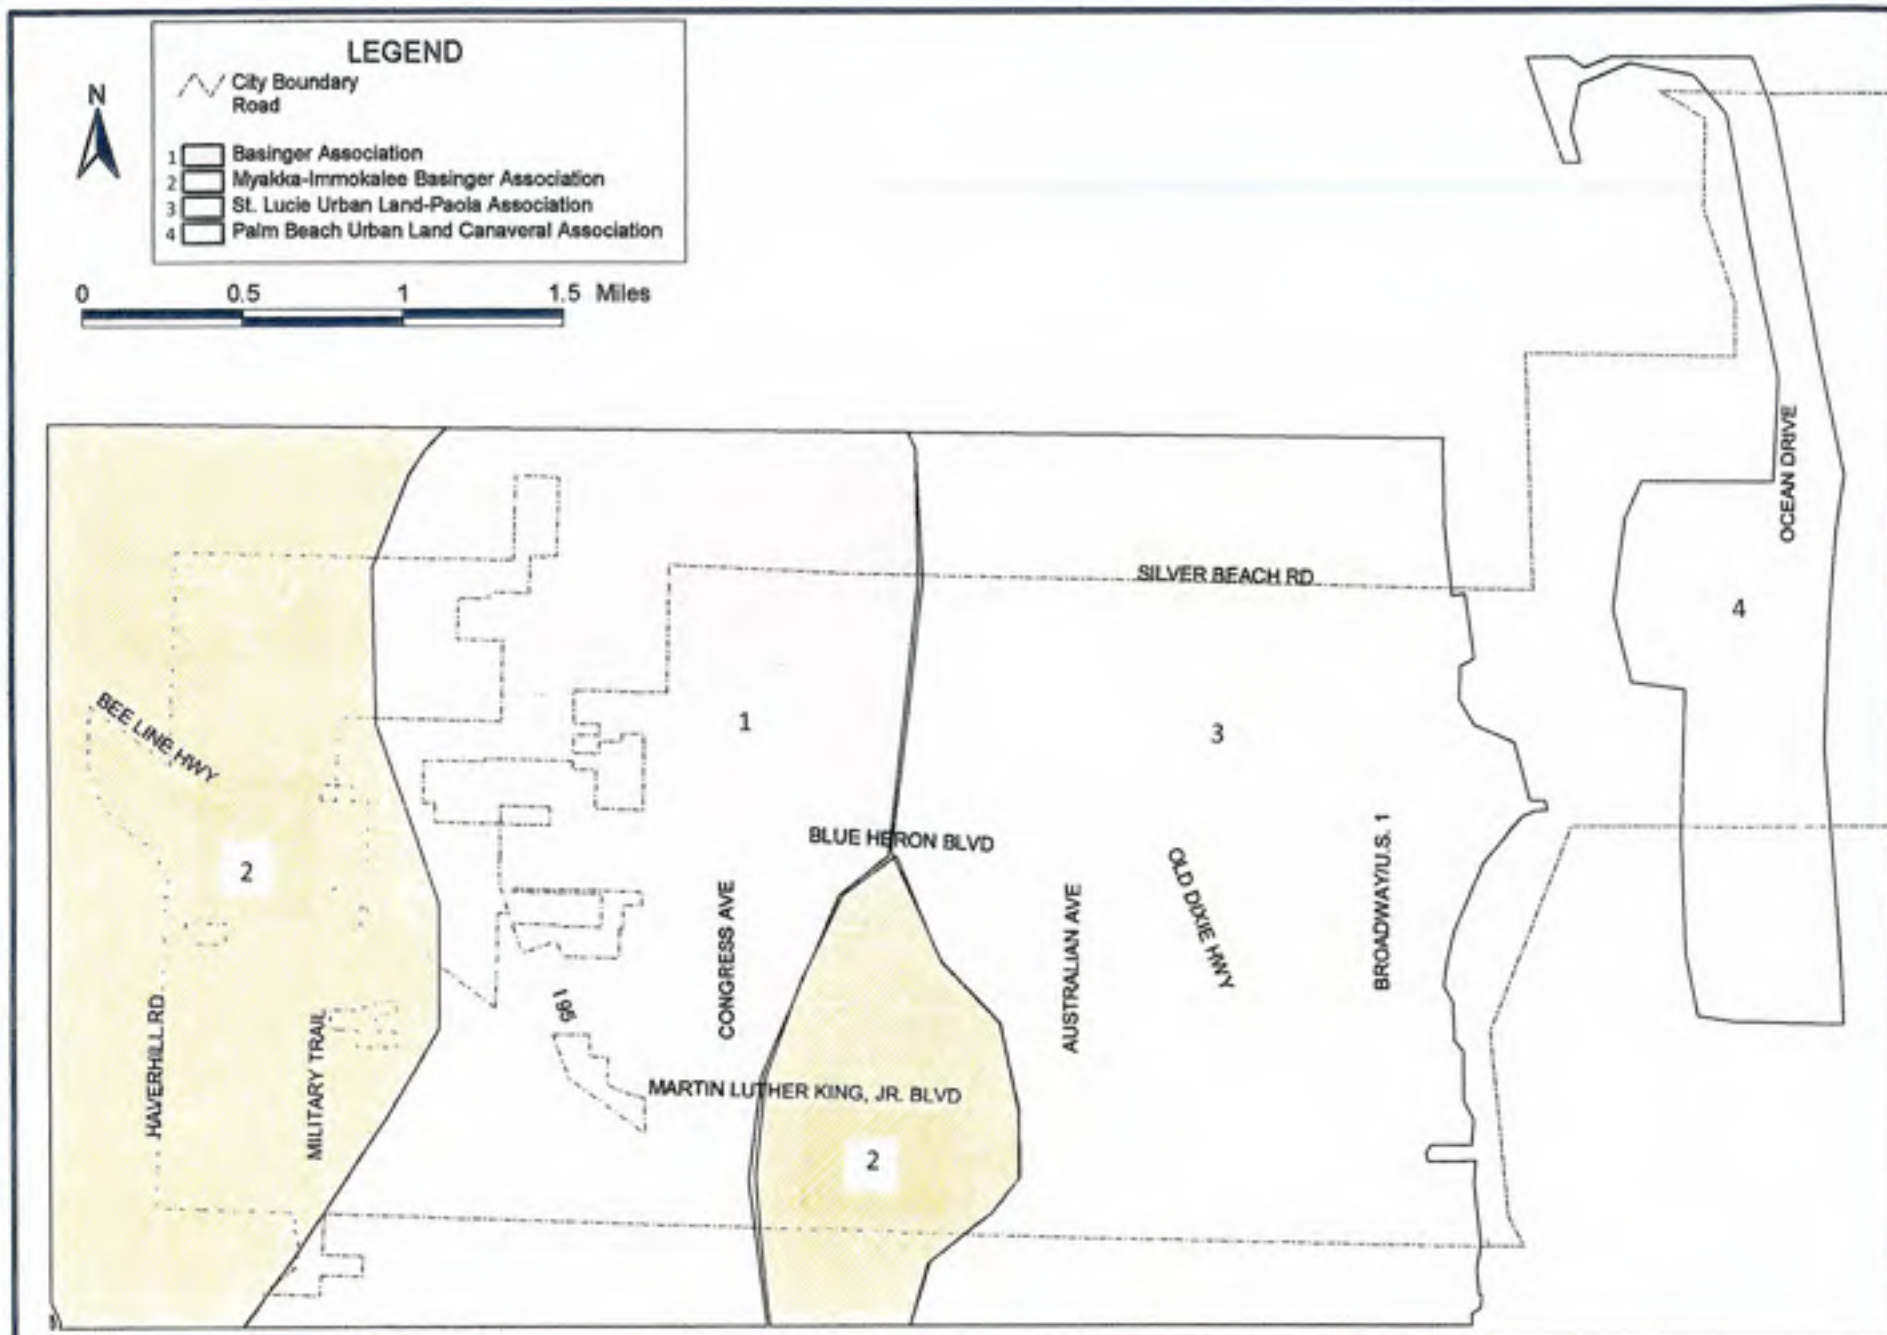 LEGEND
City Boundary
Road
1 Basinger Association
2 Myakka-Immokalee Basinger Association
3 St. Lucie Urban Land-Paola Association
4 Palm Beach Urban Land Canaveral Association
N
0 0.5 1 1.5 Miles
OCEAN DRIVE
SILVER BEACH RD
4
BEE LINE HWY
1
3
BLUE HERON BLVD
2
CONGRESS AVE
AUSTRALIAN AVE
OLD DIXIE HWY
BROADWAY/U.S. 1
I 95
HAVERHILL RD
MILITARY TRAIL
MARTIN LUTHER KING, JR. BLVD
2